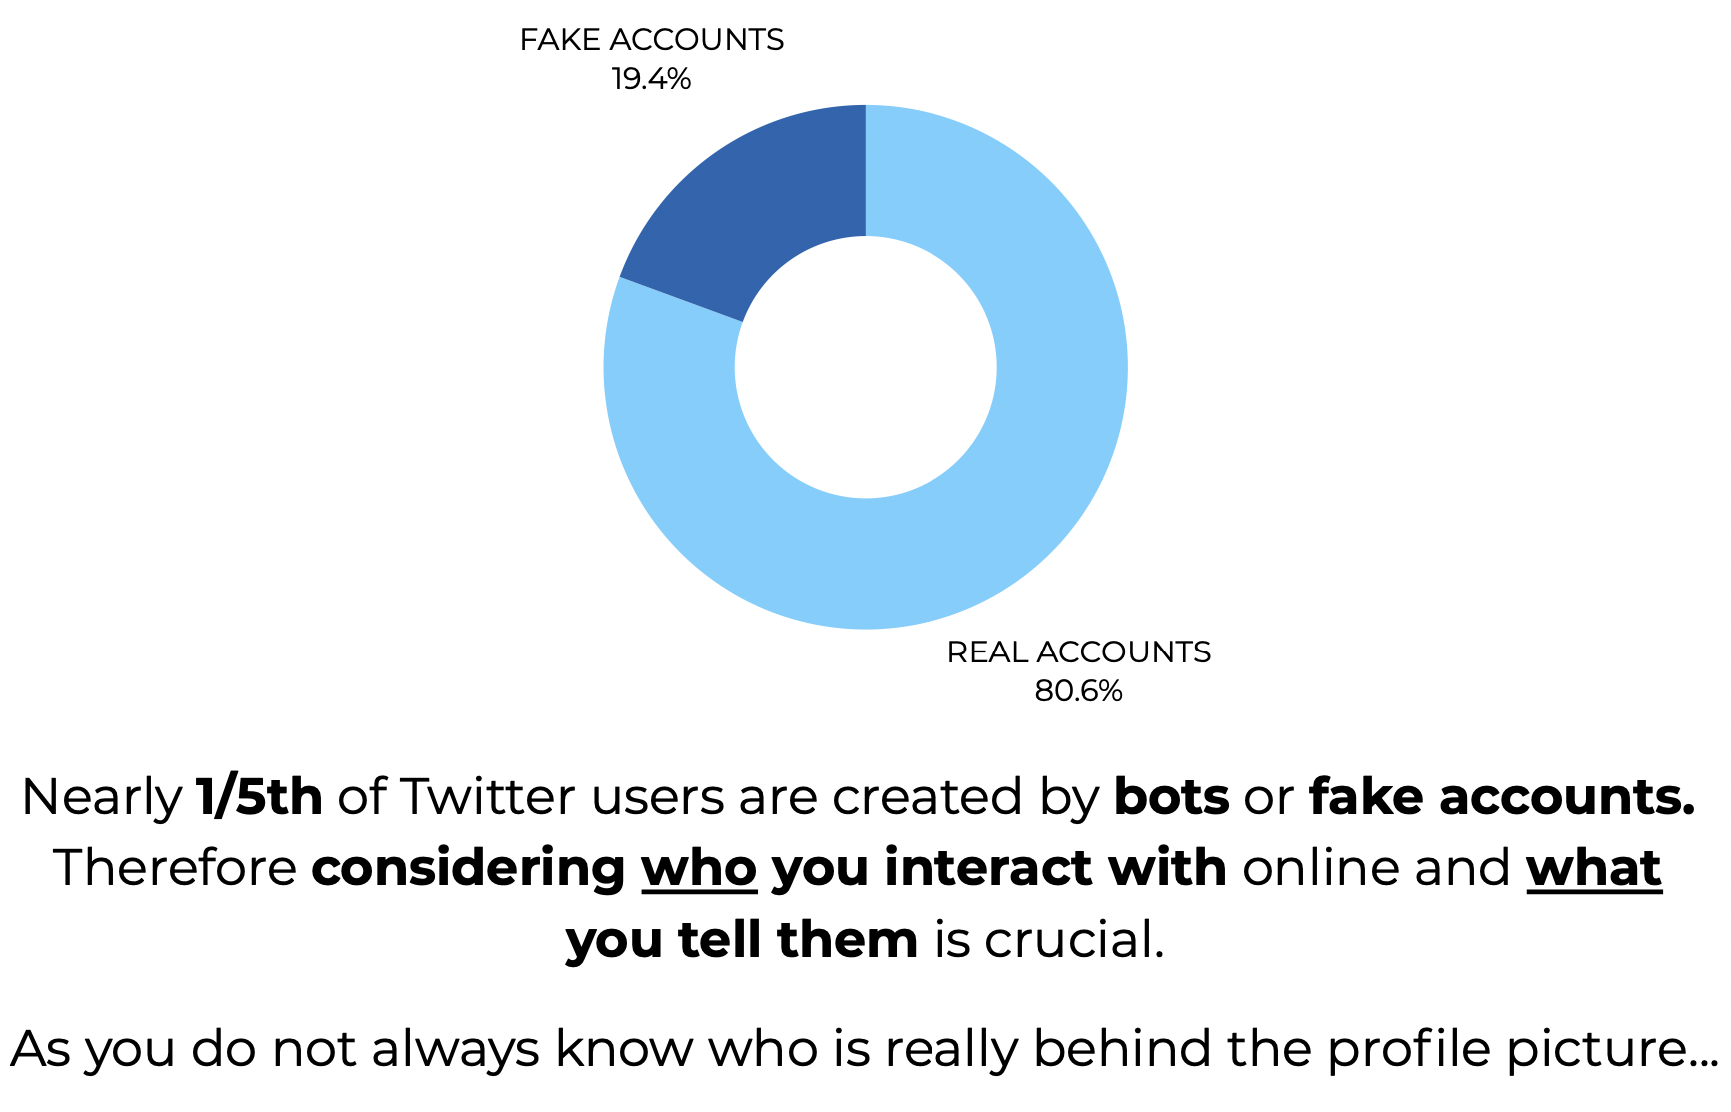 FAKE ACCOUNTS
19.4%
REAL ACCOUNTS
80.6%
Nearly 1/5th of Twitter users are created by bots or fake accounts.
Therefore considering who you interact with online and what
you tell them is crucial.
As you do not always know who is really behind the profile picture...